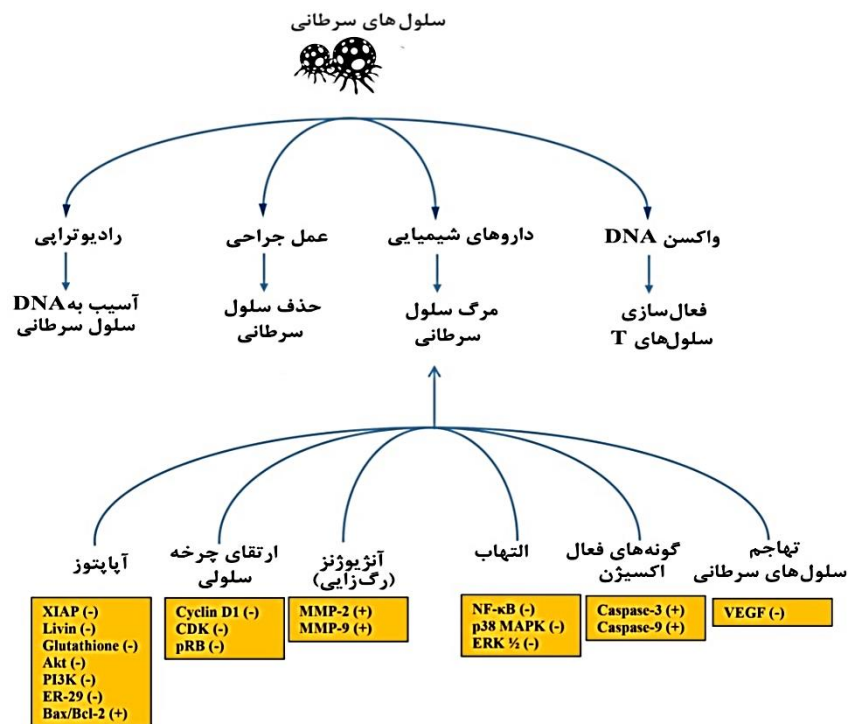 سلول‌های سرطانی
واکسن DNA
داروهای شیمیایی
عمل جراحی
رادیوتراپی
فعال‌سازی
سلول‌های T
مرگ سلول
سرطانی
حذف سلول
سرطانی
آسیب به DNA
سلول سرطانی
تهاجم
سلول‌های سرطانی
گونه‌های فعال
اکسیژن
التهاب
آنژیوژنز
(رگ‌زایی)
ارتقای چرخه
سلولی
آپاپتوز
VEGF (-)
Caspase-3 (+)
Caspase-9 (+)
NF-κB (-)
p38 MAPK (-)
ERK ½ (-)
MMP-2 (+)
MMP-9 (+)
Cyclin D1 (-)
CDK (-)
pRB (-)
XIAP (-)
Livin (-)
Glutathione (-)
Akt (-)
PI3K (-)
ER-29 (-)
Bax/Bcl-2 (+)